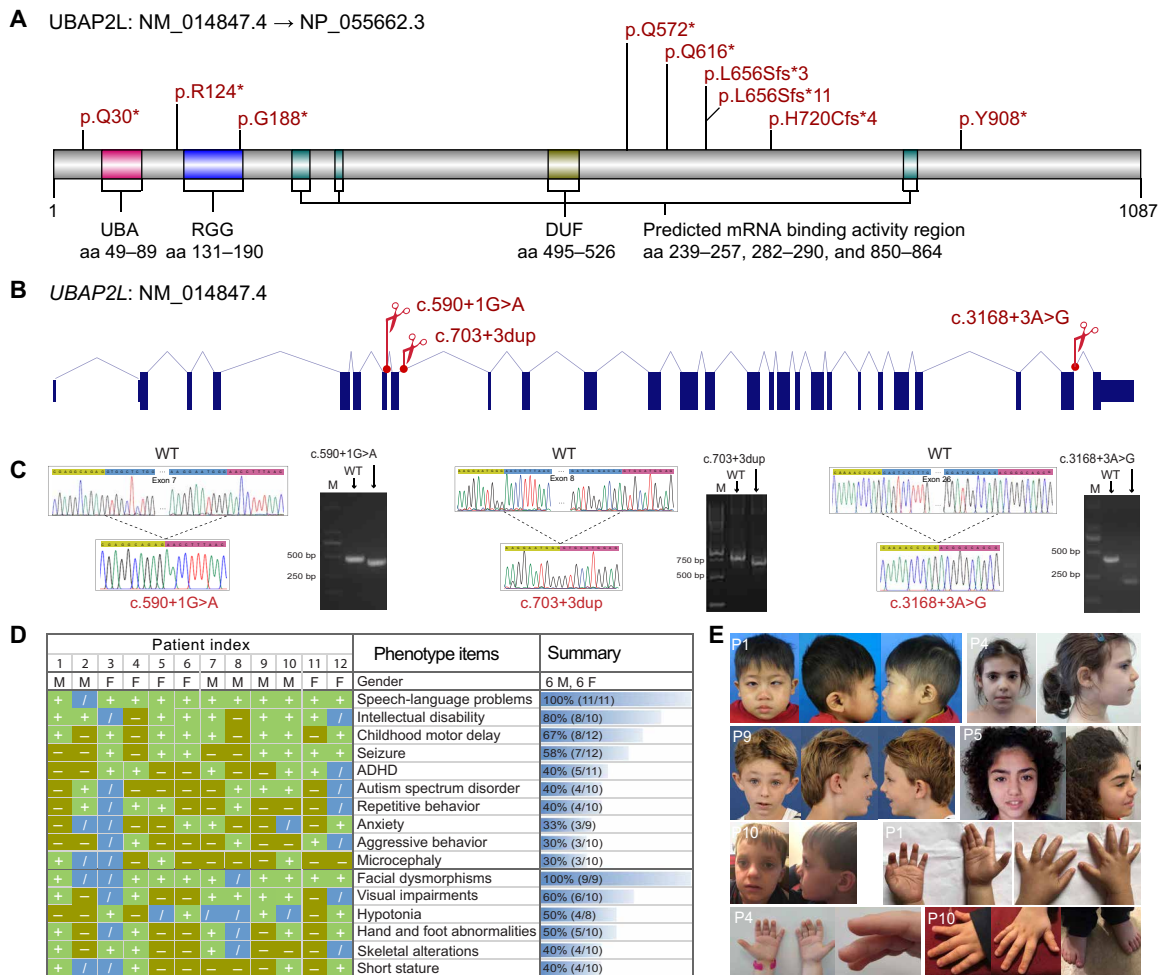 A UBAP2L: NM_014847.4 → NP_055662.3
p.Q572*
p.Q616*
p.R124*
p.L656Sfs*3
p.L656Sfs*11
p.Q30*
p.G188*
p.H720Cfs*4
p.Y908*
1
1087
UBA RGG DUF Predicted mRNA binding activity region
aa 49–89 aa 131–190 aa 495–526 aa 239–257, 282–290, and 850–864
B UBAP2L: NM_014847.4
c.590+1G>A
c.703+3dup
c.3168+3A>G
C
WT
Exon 7
c.590+1G>A
M WT
500 bp
250 bp
c.590+1G>A
WT
Exon 8
c.703+3dup
M WT
750 bp
500 bp
c.703+3dup
WT
Exon 26
c.3168+3A>G
M WT
500 bp
250 bp
c.3168+3A>G
D
Patient index Phenotype items Summary
1 2 3 4 5 6 7 8 9 10 11 12
M M F F F F M M M M F F Gender 6 M, 6 F
+ / + + + + + + + + + + Speech-language problems 100% (11/11)
+ + / – + + + – + + + / Intellectual disability 80% (8/10)
+ – + – + + + – + + – + Childhood motor delay 67% (8/12)
– – + – + + – – + + + + Seizure 58% (7/12)
– – + + – – + – – + + / ADHD 40% (5/11)
– + / – – – – + + + – / Autism spectrum disorder 40% (4/10)
– + / + + – – + – – – / Repetitive behavior 40% (4/10)
– / / – – + + – – / – + Anxiety 33% (3/9)
– – / + – – – + – – + / Aggressive behavior 30% (3/10)
+ / / + – – – – – + – – Microcephaly 30% (3/10)
+ / / + + + + / + + + + Facial dysmorphisms 100% (9/9)
+ – / – – + + + + + – / Visual impairments 60% (6/10)
– – + – / + / / – / – + Hypotonia 50% (4/8)
+ – / + – – + – – + – + Hand and foot abnormalities 50% (5/10)
+ – + + – – + / – – – / Skeletal alterations 40% (4/10)
+ / / + – – – – – + – + Short stature 40% (4/10)
E
P1
P4
P9
P5
P10
P1
P4
P10